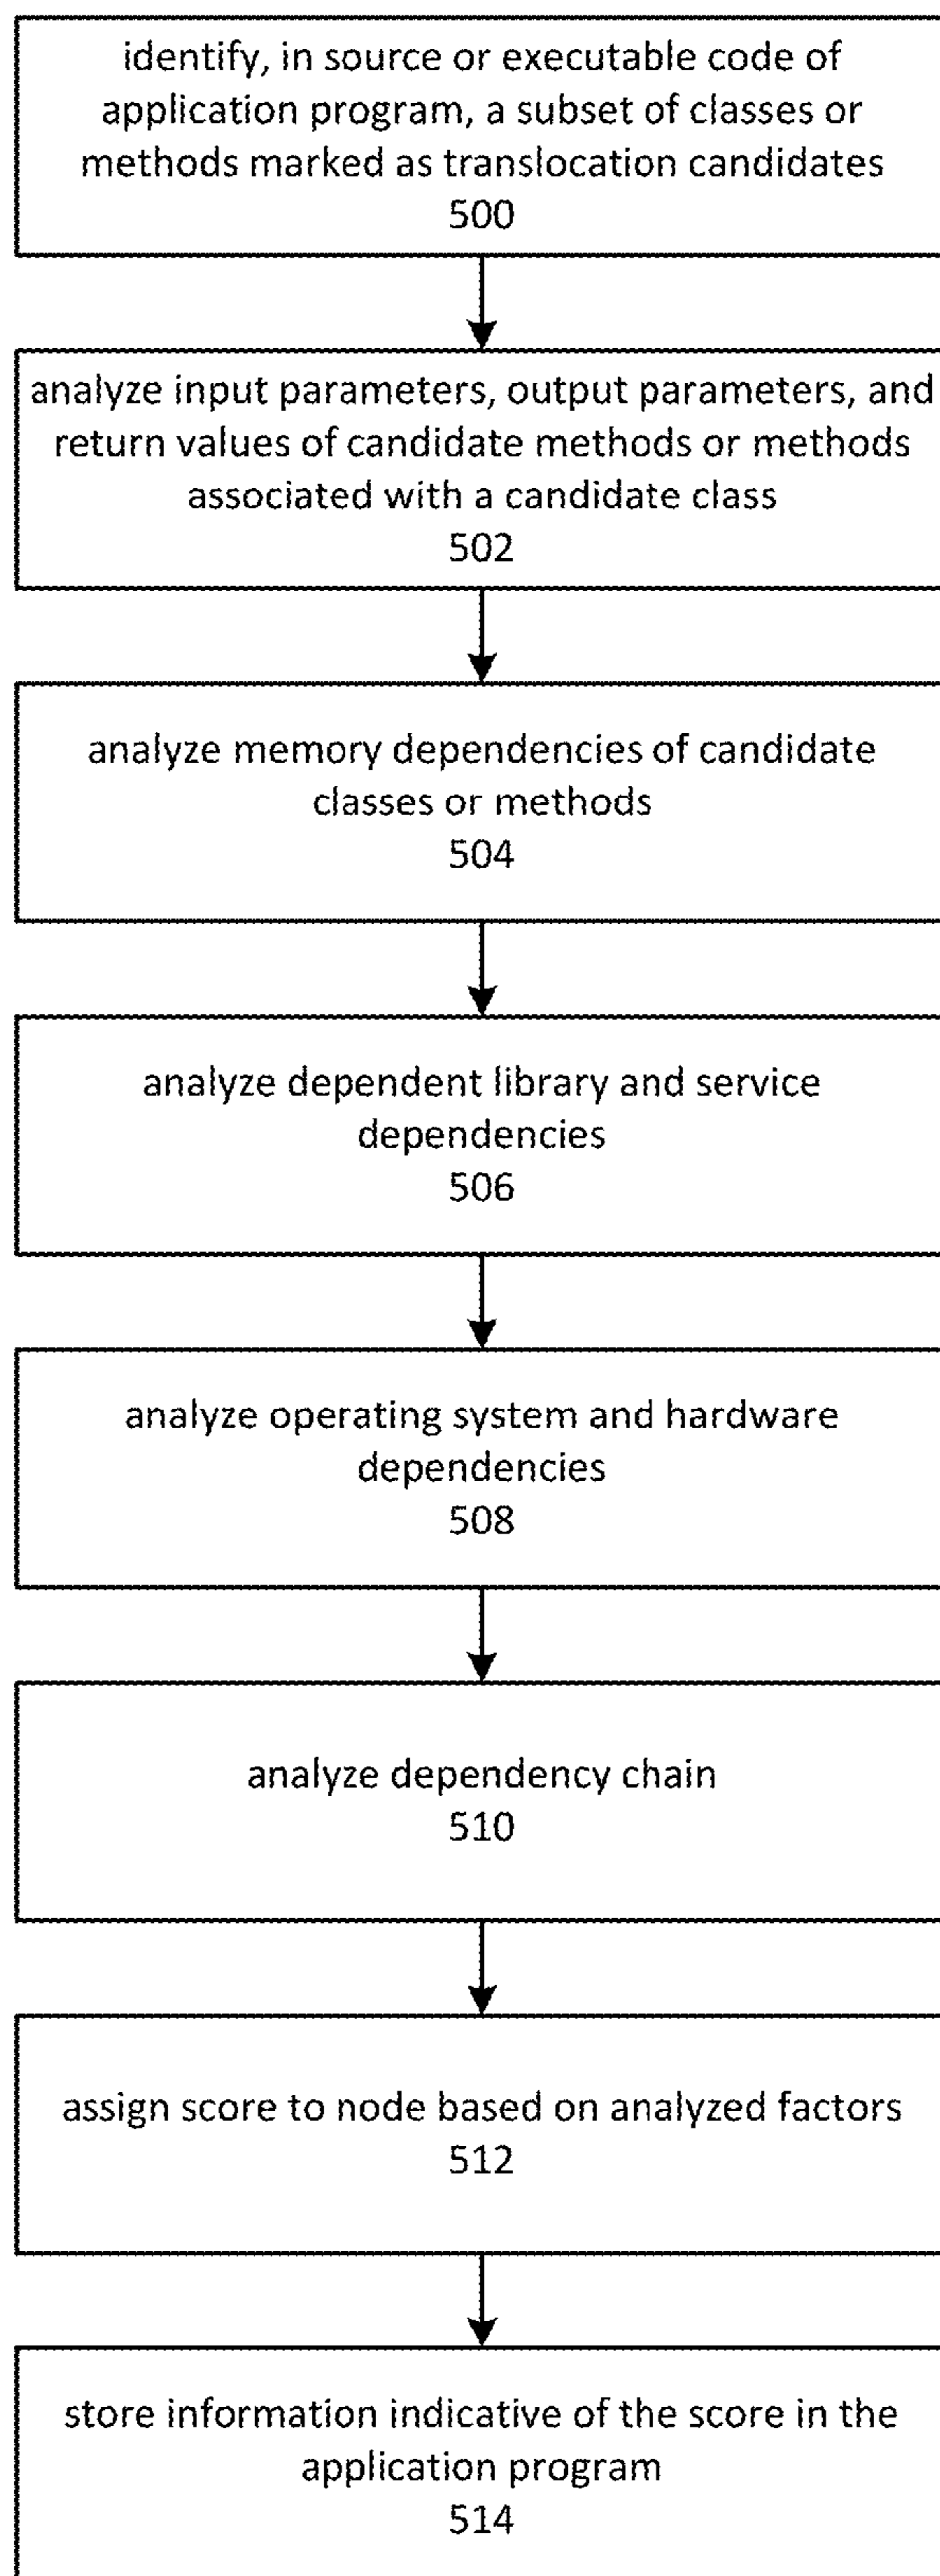 identify, in source or executable code of
application program, a subset of classes or
methods marked as translocation candidates
500
analyze input parameters, output parameters, and
return values of candidate methods or methods
associated with a candidate class
502
analyze memory dependencies of candidate
classes or methods
504
analyze dependent library and service
dependencies
506
analyze operating system and hardware
dependencies
508
analyze dependency chain
510
assign score to node based on analyzed factors
512
store information indicative of the score in the
application program
514